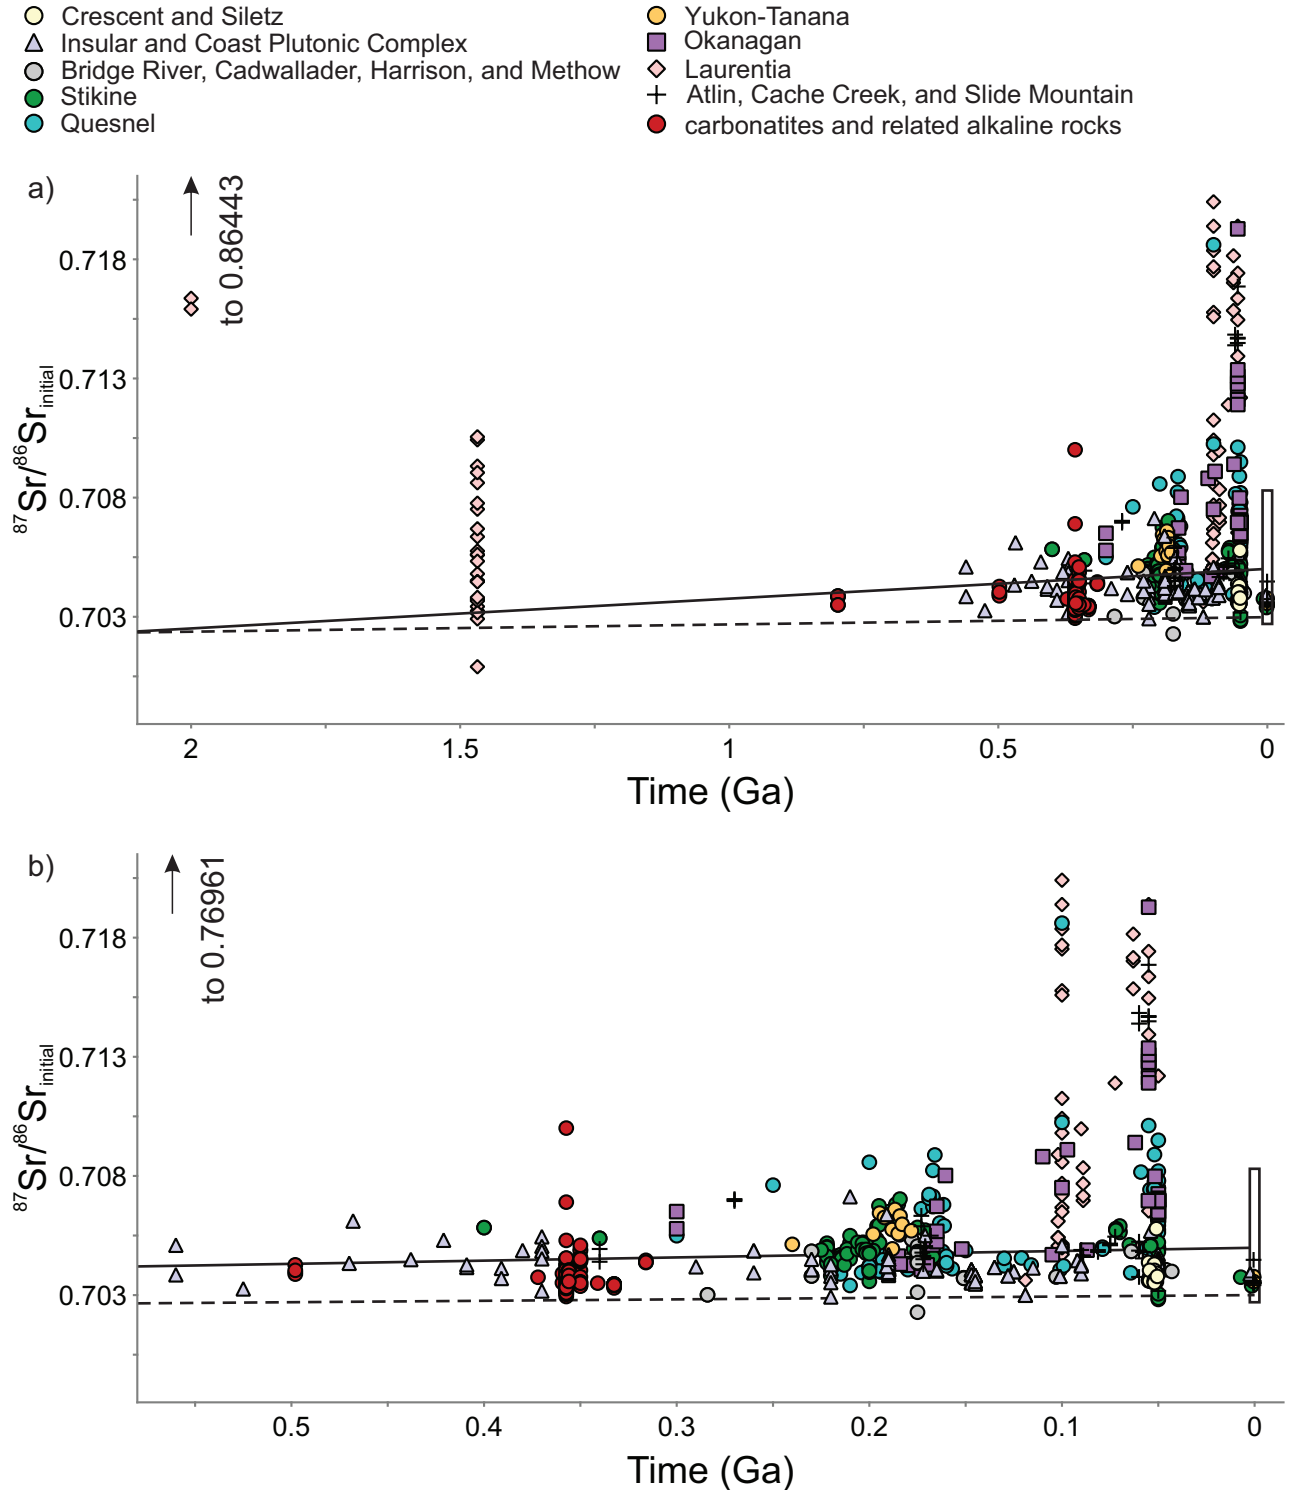 Crescent and Siletz
Insular and Coast Plutonic Complex
Bridge River, Cadwallader, Harrison, and Methow
Stikine
Quesnel
Yukon-Tanana
Okanagan
Laurentia
Atlin, Cache Creek, and Slide Mountain
carbonatites and related alkaline rocks
a)
to 0.86443
87Sr/86Sr initial
0.718
0.713
0.708
0.703
2 1.5 1 0.5 0
Time (Ga)
b)
to 0.76961
87Sr/86Sr initial
0.718
0.713
0.708
0.703
0.5 0.4 0.3 0.2 0.1 0
Time (Ga)